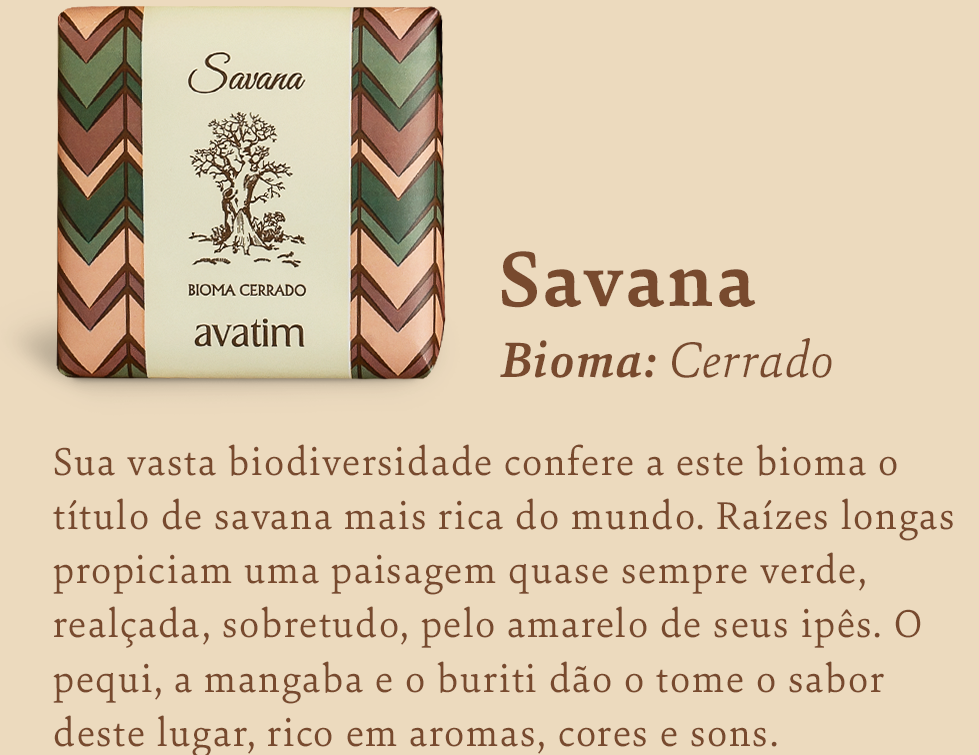 Savana
BIOMA CERRADO
avatim
Savana
Bioma: Cerrado
Sua vasta biodiversidade confere a este bioma o
título de savana mais rica do mundo. Raízes longas
propiciam uma paisagem quase sempre verde,
realçada, sobretudo, pelo amarelo de seus ipês. O
pequi, a mangaba e o buriti dão o tome o sabor
deste lugar, rico em aromas, cores e sons.